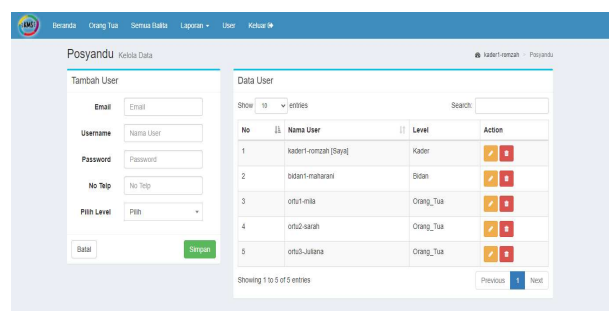 KMS
Beranda Orang Tua Semua Balita Laporan User Keluar
Posyandu Kelola Data
kader1-romzah Posyandu
Tambah User
Email Email
Username Nama User
Password Password
No Telp No Telp
Pilih Level Pilih
Batal Simpan
Data User
Show 10 entries Search:
No Nama User Level Action
1 kader1-romzah [Saya] Kader
2 bidan1-maharani Bidan
3 ortu1-mila Orang_Tua
4 ortu2-sarah Orang_Tua
5 ortu3-Juliana Orang_Tua
Showing 1 to 5 of 5 entries Previous 1 Next